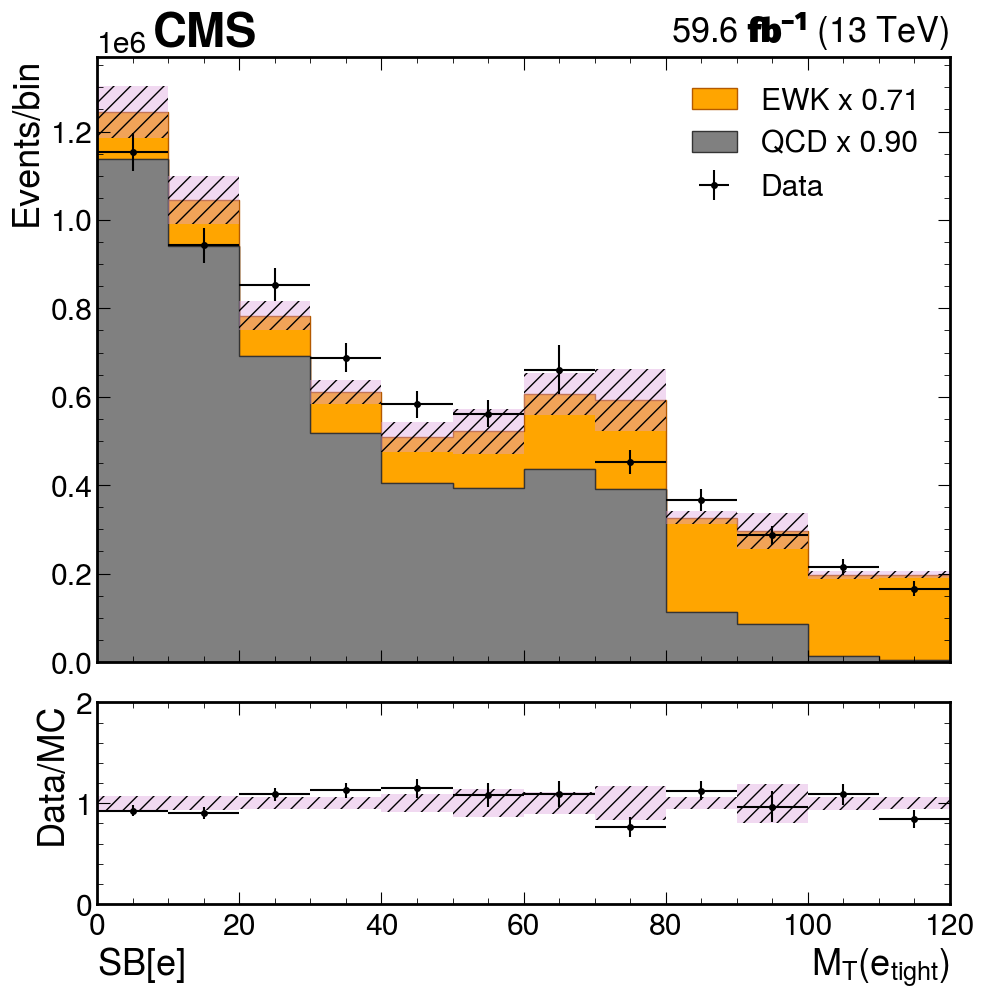 1e6 CMS 59.6 fb⁻¹ (13 TeV)
Events/bin
1.2
1.0
0.8
0.6
0.4
0.2
0.0
EWK x 0.71
QCD x 0.90
Data
Data/MC
2
1
0
0 20 40 60 80 100 120
SB[e] M_T(e_tight)